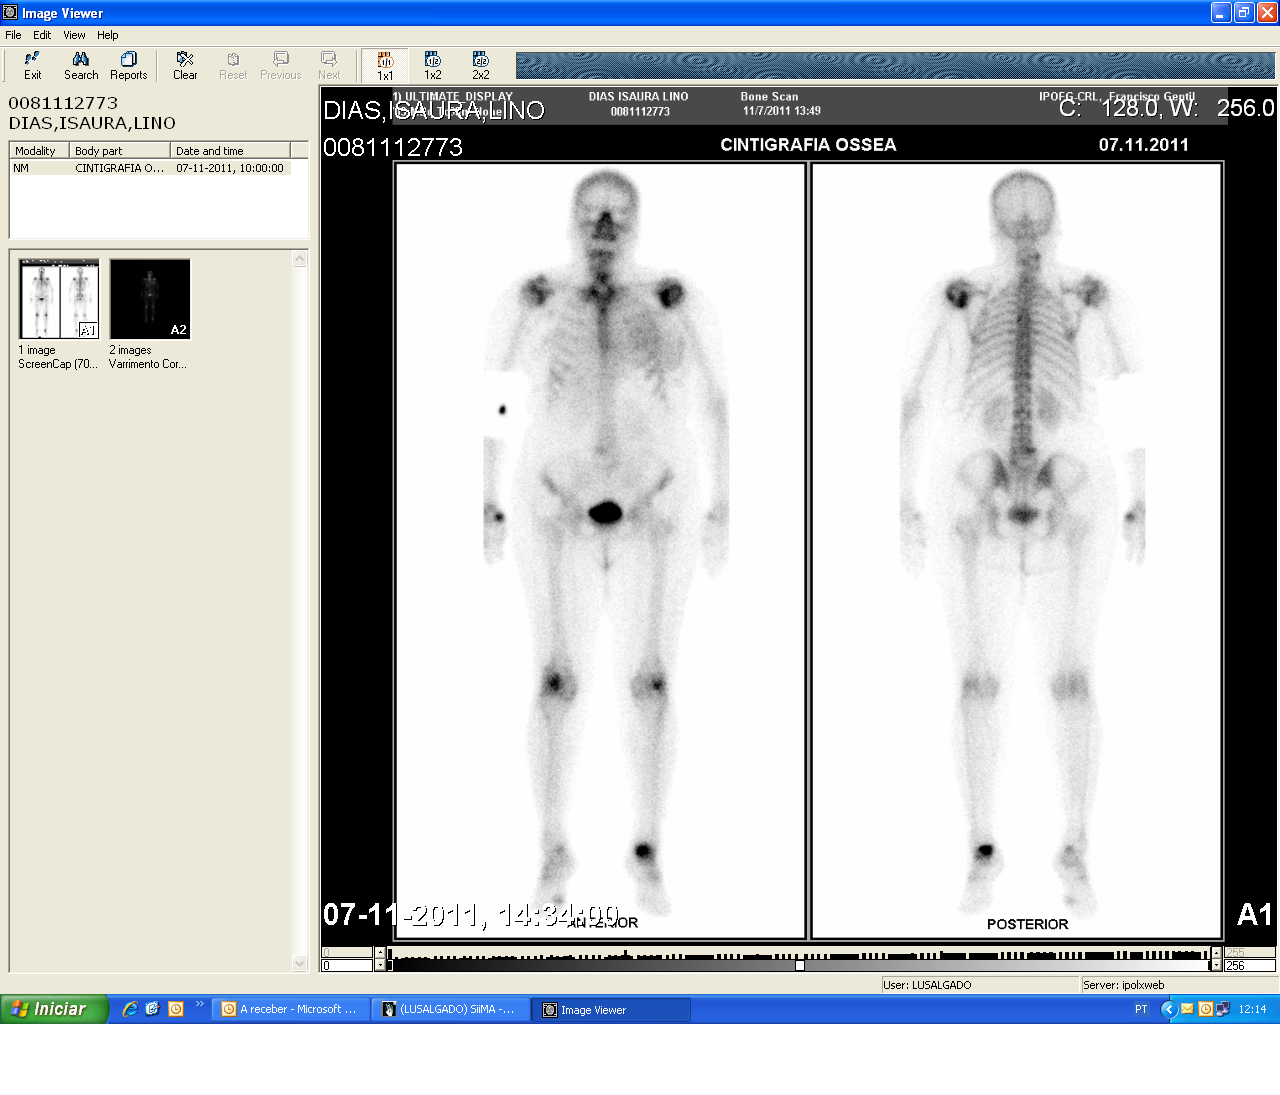 Image Viewer
File Edit View Help
Exit Search Reports Clear Reset Previous Next 1x1 1x2 2x2
0081112773
DIAS,ISAURA,LINO
Modality Body part Date and time
NM CINTIGRAFIA O... 07-11-2011, 10:00:00
A1 A2
1 image 2 images
ScreenCap (70... Varrimento Cor...
1) ULTIMATE_DISPLAY DIAS ISAURA LINO Bone Scan IPOFG-CRL, Francisco Gentil
DIAS,ISAURA,LINO 0081112773 11/7/2011 13:49 C: 128.0, W: 256.0
0081112773 CINTIGRAFIA OSSEA 07.11.2011
07-11-2011, 14:34:00 ANTERIOR POSTERIOR A1
0 255
0 256
User: LUSALGADO Server: ipolxweb
Iniciar A receber - Microsoft ... (LUSALGADO) SiiMA -... Image Viewer PT 12:14